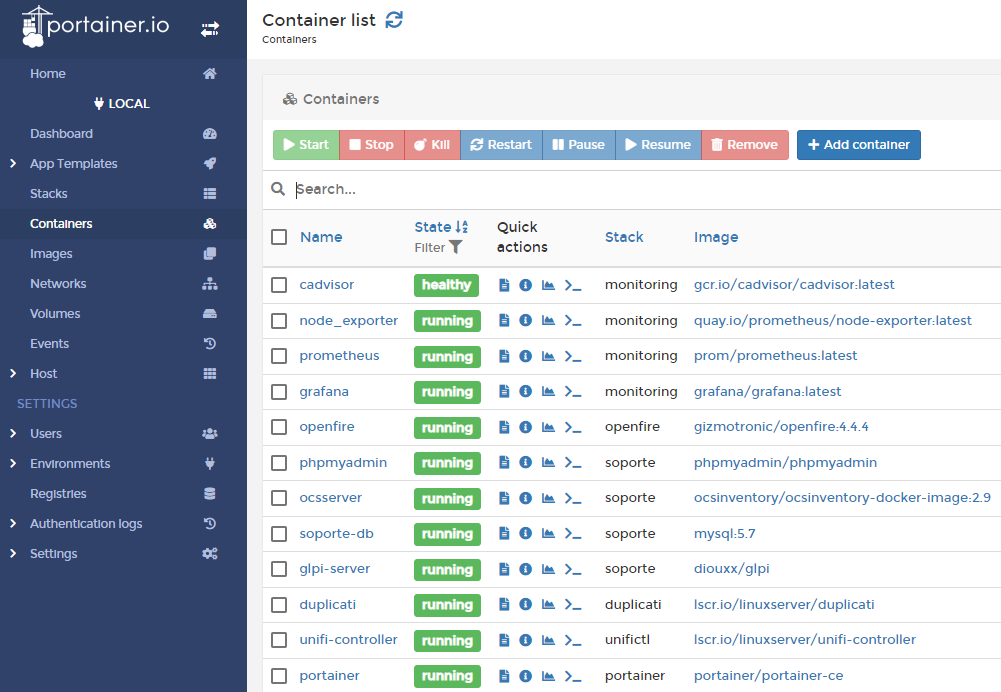 portainer.io
Home
LOCAL
Dashboard
App Templates
Stacks
Containers
Images
Networks
Volumes
Events
Host
SETTINGS
Users
Environments
Registries
Authentication logs
Settings
Container list
Containers
Containers
Start Stop Kill Restart Pause Resume Remove Add container
Search...
Name State Filter Quick actions Stack Image
cadvisor healthy monitoring gcr.io/cadvisor/cadvisor:latest
node_exporter running monitoring quay.io/prometheus/node-exporter:latest
prometheus running monitoring prom/prometheus:latest
grafana running monitoring grafana/grafana:latest
openfire running openfire gizmotronic/openfire:4.4.4
phpmyadmin running soporte phpmyadmin/phpmyadmin
ocsserver running soporte ocsinventory/ocsinventory-docker-image:2.9
soporte-db running soporte mysql:5.7
glpi-server running soporte diouxx/glpi
duplicati running duplicati lscr.io/linuxserver/duplicati
unifi-controller running unifictl lscr.io/linuxserver/unifi-controller
portainer running portainer portainer/portainer-ce